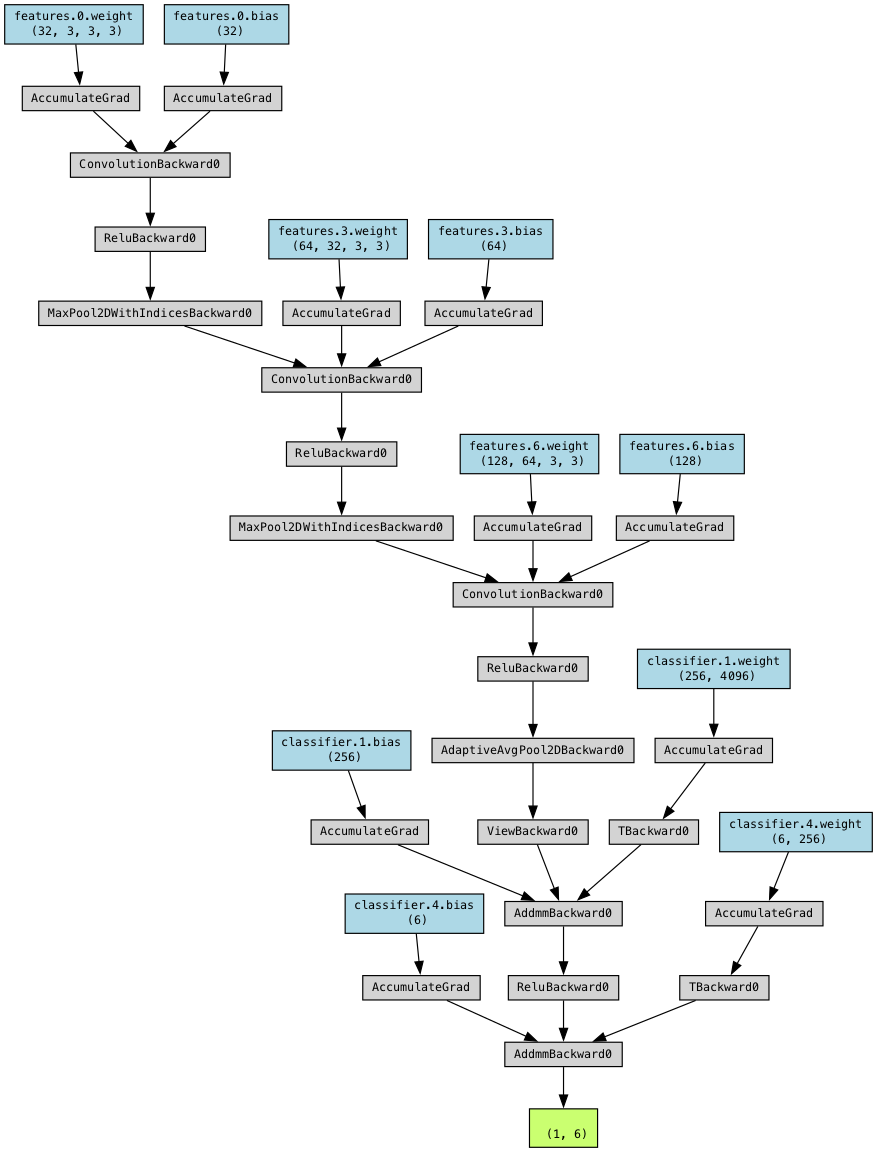 features.0.weight
(32, 3, 3, 3)
features.0.bias
(32)
AccumulateGrad
AccumulateGrad
ConvolutionBackward0
ReluBackward0
features.3.weight
(64, 32, 3, 3)
features.3.bias
(64)
MaxPool2DWithIndicesBackward0
AccumulateGrad
AccumulateGrad
ConvolutionBackward0
ReluBackward0
features.6.weight
(128, 64, 3, 3)
features.6.bias
(128)
MaxPool2DWithIndicesBackward0
AccumulateGrad
AccumulateGrad
ConvolutionBackward0
ReluBackward0
classifier.1.weight
(256, 4096)
classifier.1.bias
(256)
AdaptiveAvgPool2DBackward0
AccumulateGrad
AccumulateGrad
ViewBackward0
TBackward0
classifier.4.weight
(6, 256)
classifier.4.bias
(6)
AddmmBackward0
AccumulateGrad
AccumulateGrad
ReluBackward0
TBackward0
AddmmBackward0
(1, 6)